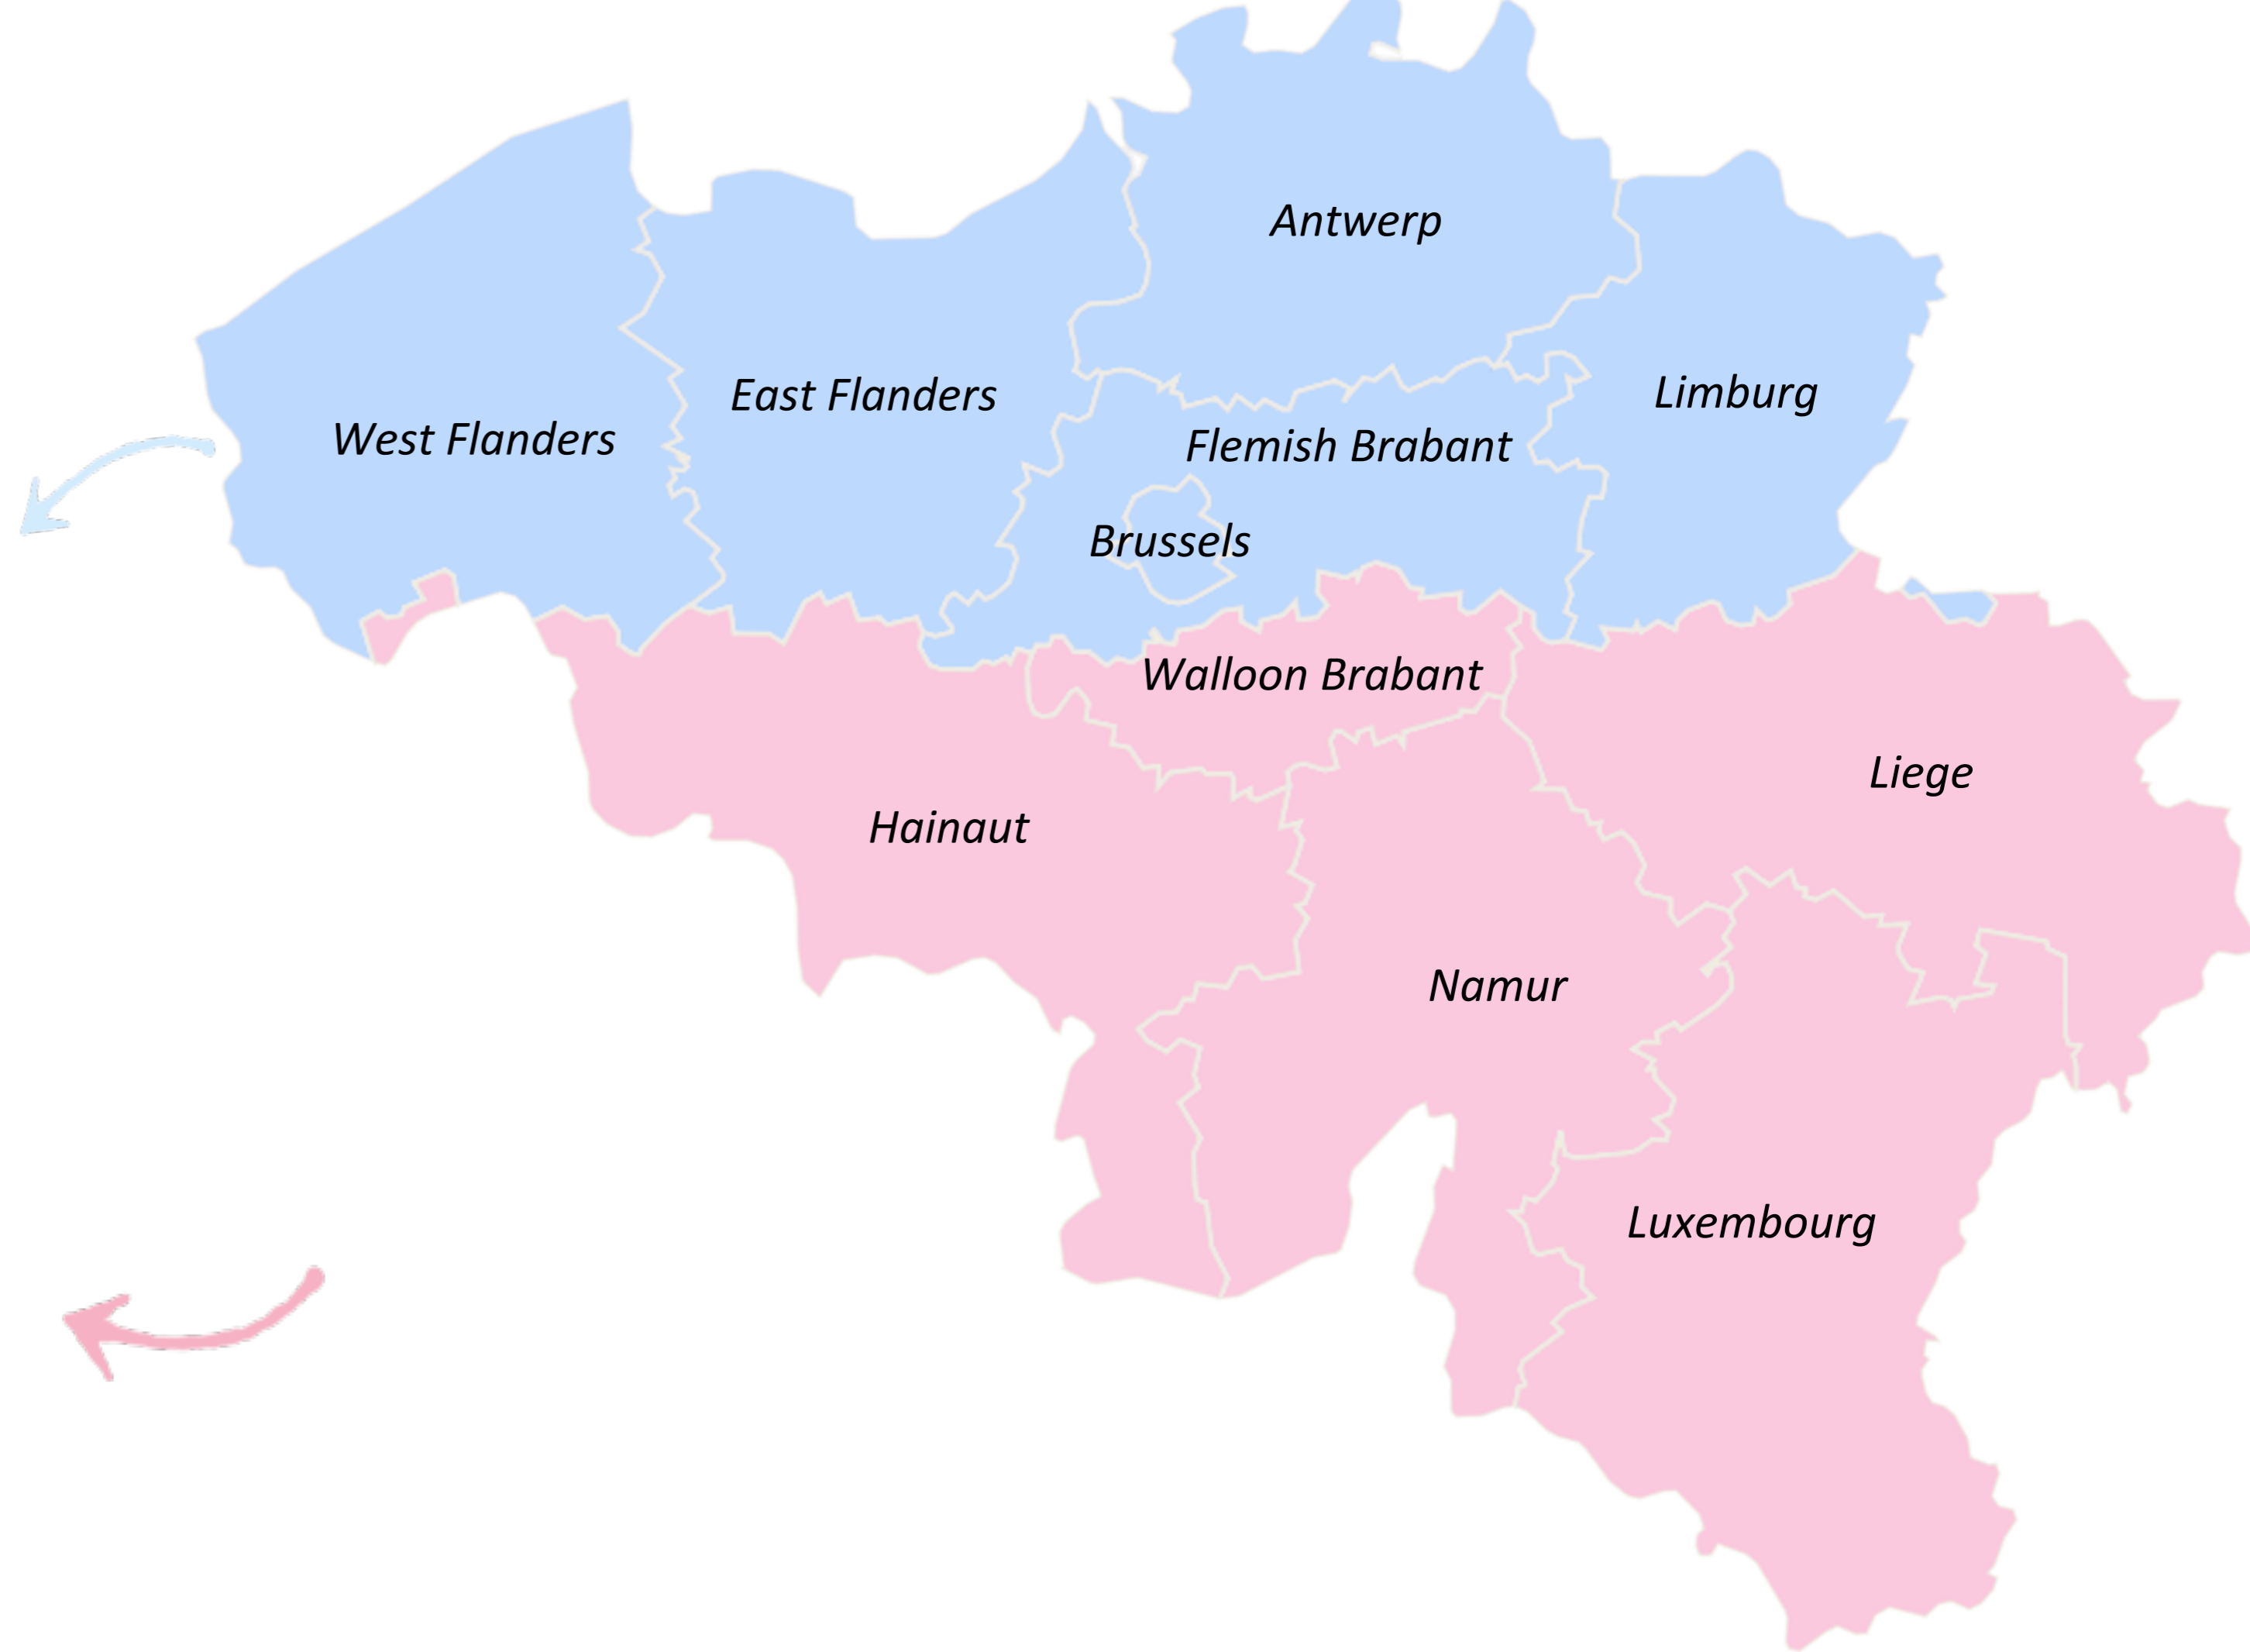 Antwerp
East Flanders
Limburg
West Flanders
Flemish Brabant
Brussels
Walloon Brabant
Liege
Hainaut
Namur
Luxembourg